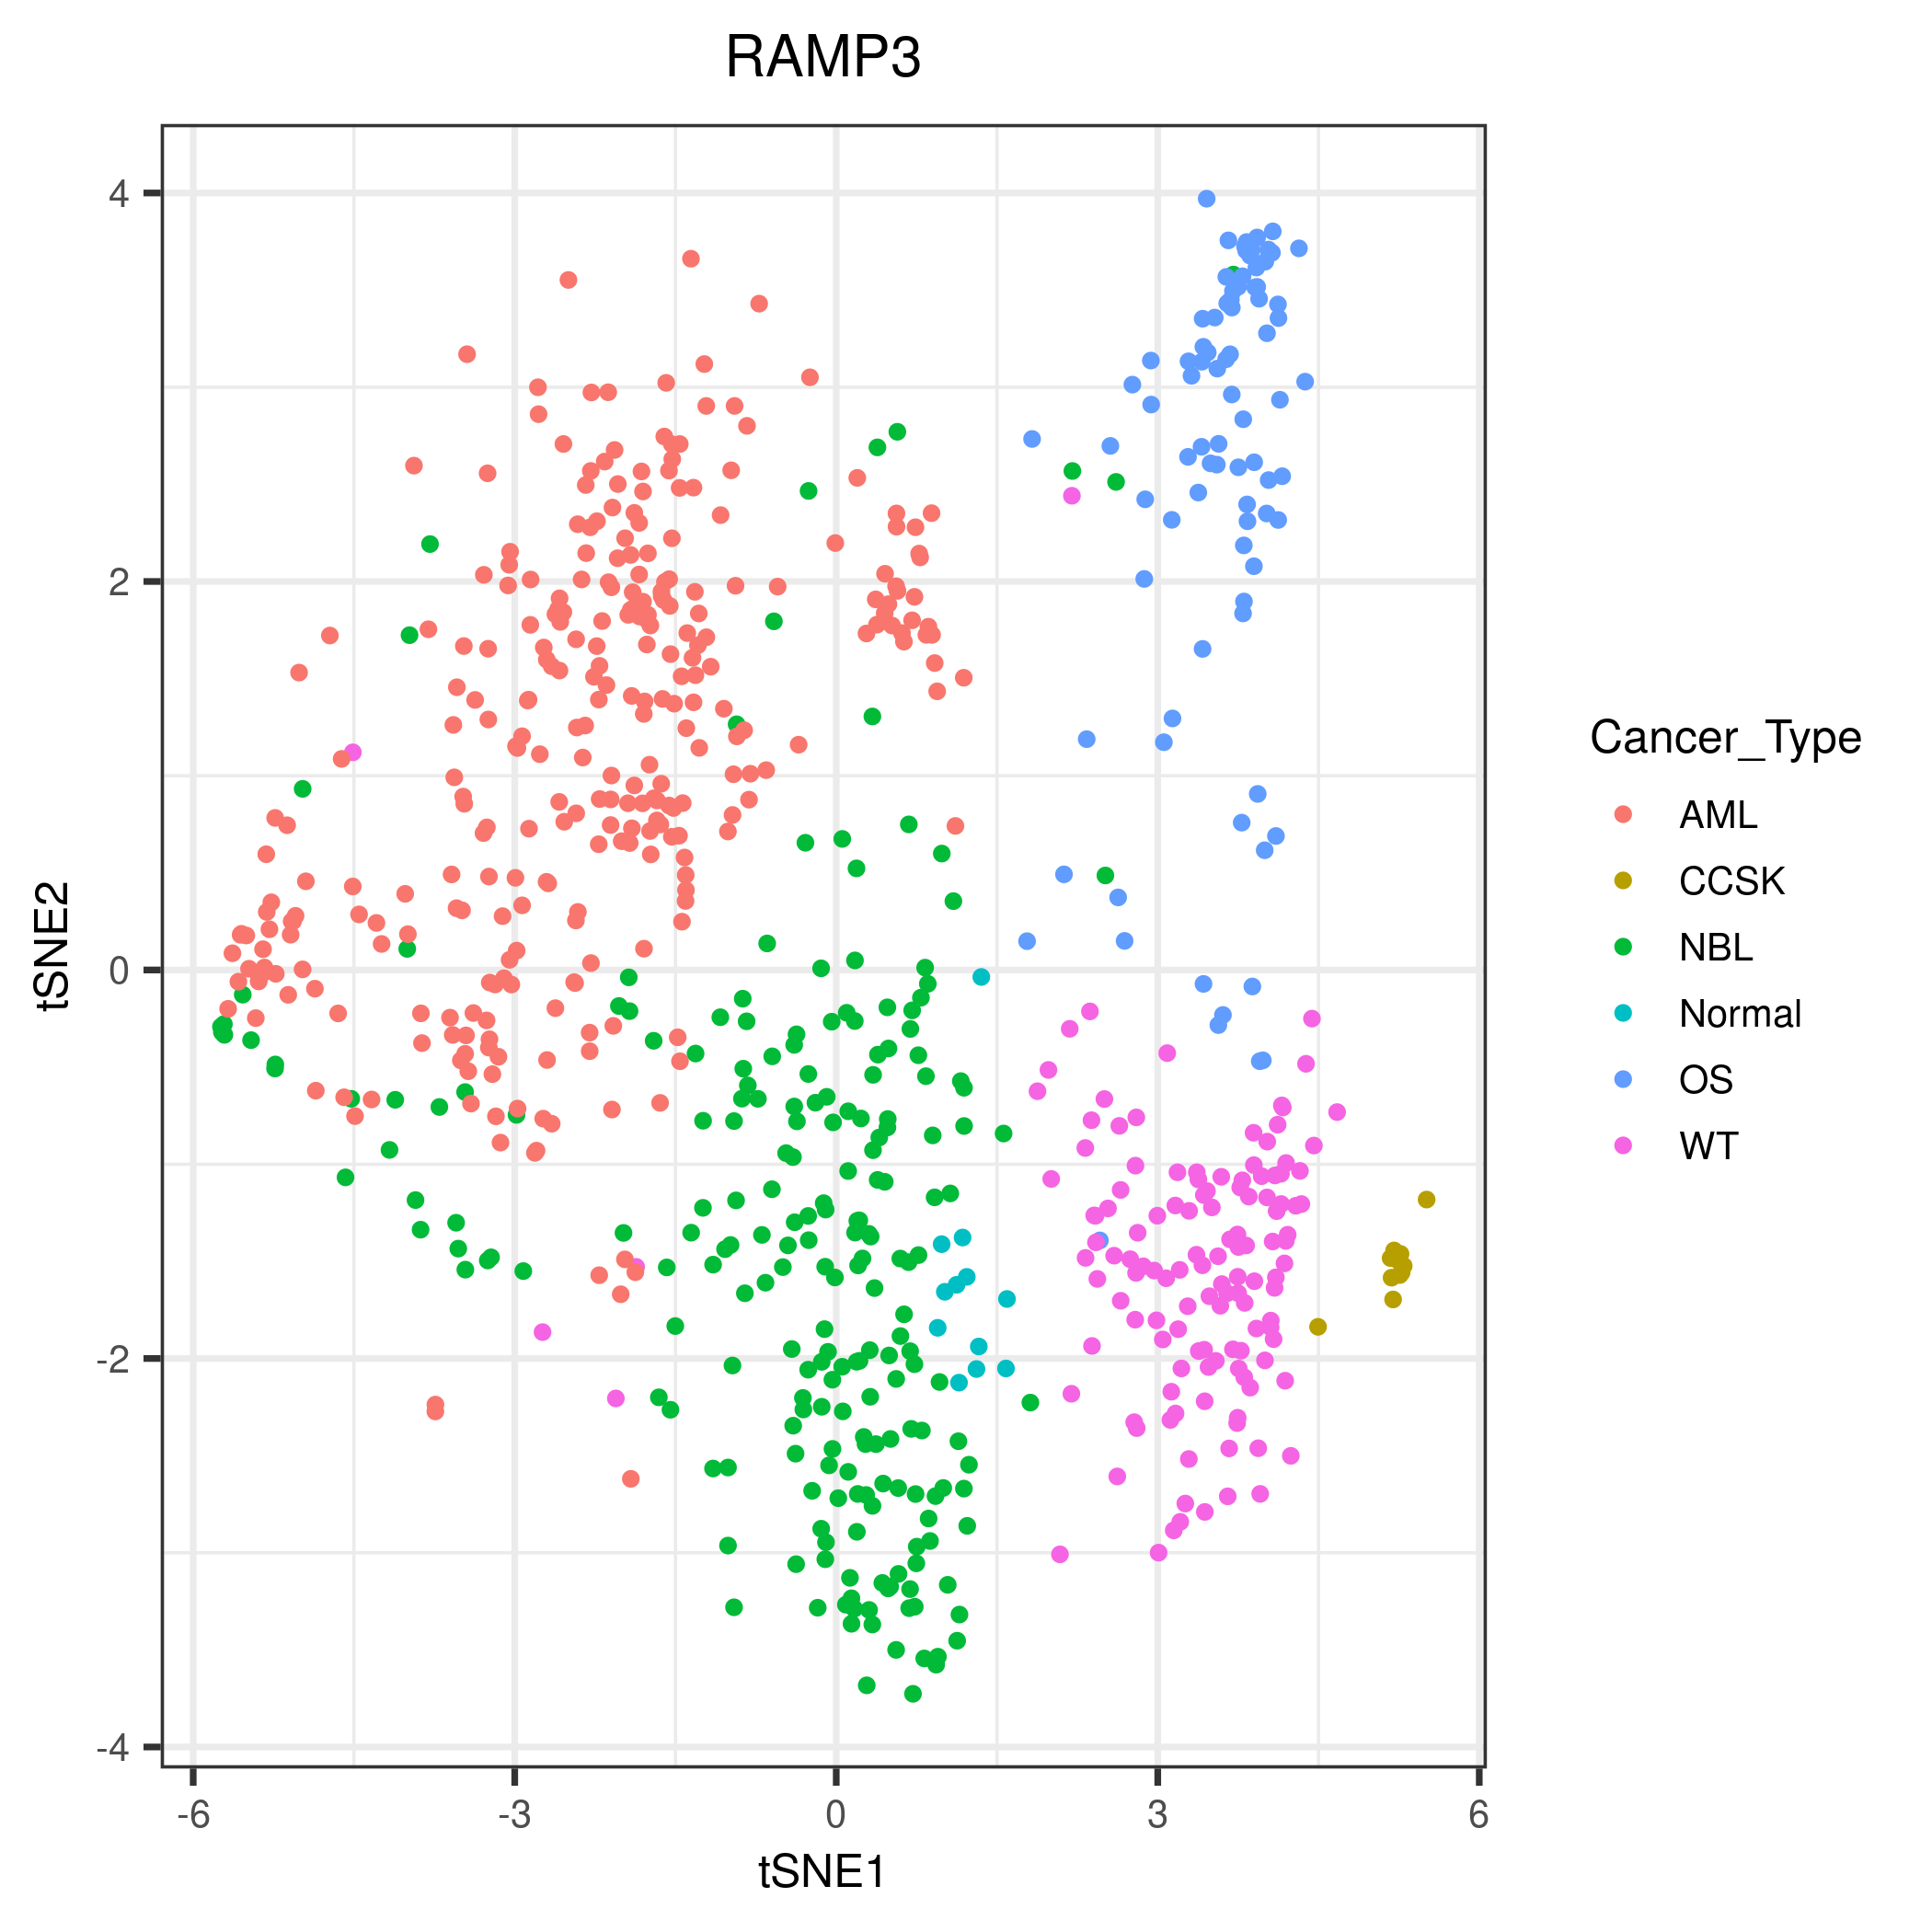 RAMP3
4
2
0
-2
-4
-6
-3
0
3
6
tSNE1
tSNE2
Cancer_Type
AML
CCSK
NBL
Normal
OS
WT